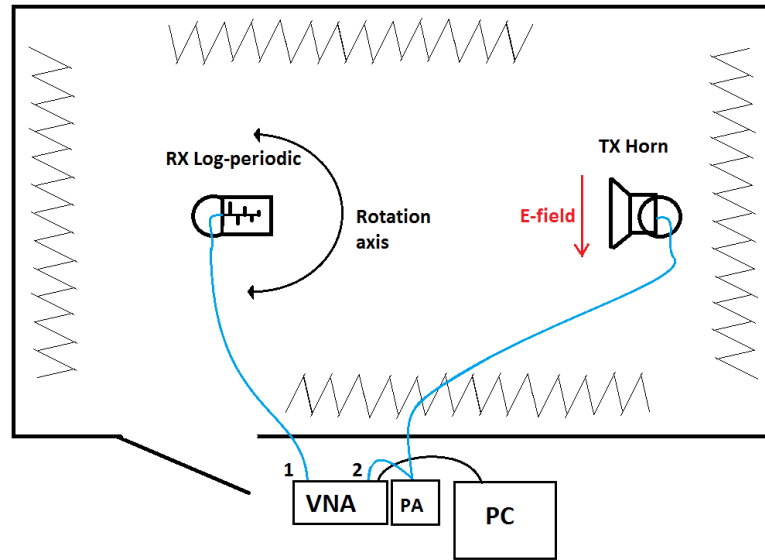 RX Log-periodic
TX Horn
Rotation
axis
E-field
1
2
VNA
PA
PC